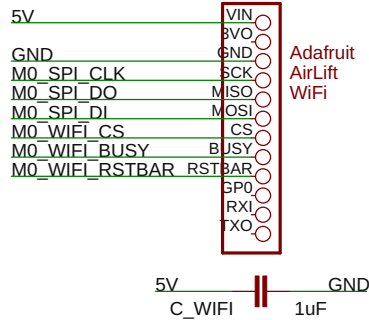 5V VIN
3VO
GND GND
M0_SPI_CLK SCK
M0_SPI_DO MISO
M0_SPI_DI MOSI
M0_WIFI_CS CS
M0_WIFI_BUSY BUSY
M0_WIFI_RSTBAR RSTBAR
GP0
RXI
TXO
Adafruit
AirLift
WiFi
5V GND
C_WIFI 1uF